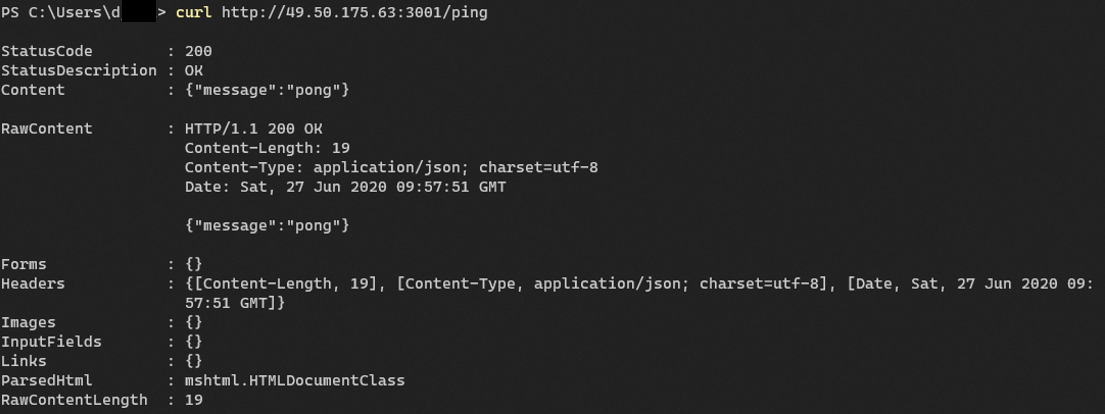 PS C:\Users\d > curl http://49.50.175.63:3001/ping
StatusCode : 200
StatusDescription : OK
Content : {"message":"pong"}
RawContent : HTTP/1.1 200 OK
Content-Length: 19
Content-Type: application/json; charset=utf-8
Date: Sat, 27 Jun 2020 09:57:51 GMT
{"message":"pong"}
Forms : {}
Headers : {[Content-Length, 19], [Content-Type, application/json; charset=utf-8], [Date, Sat, 27 Jun 2020 09:
57:51 GMT]}
Images : {}
InputFields : {}
Links : {}
ParsedHtml : mshtml.HTMLDocumentClass
RawContentLength : 19